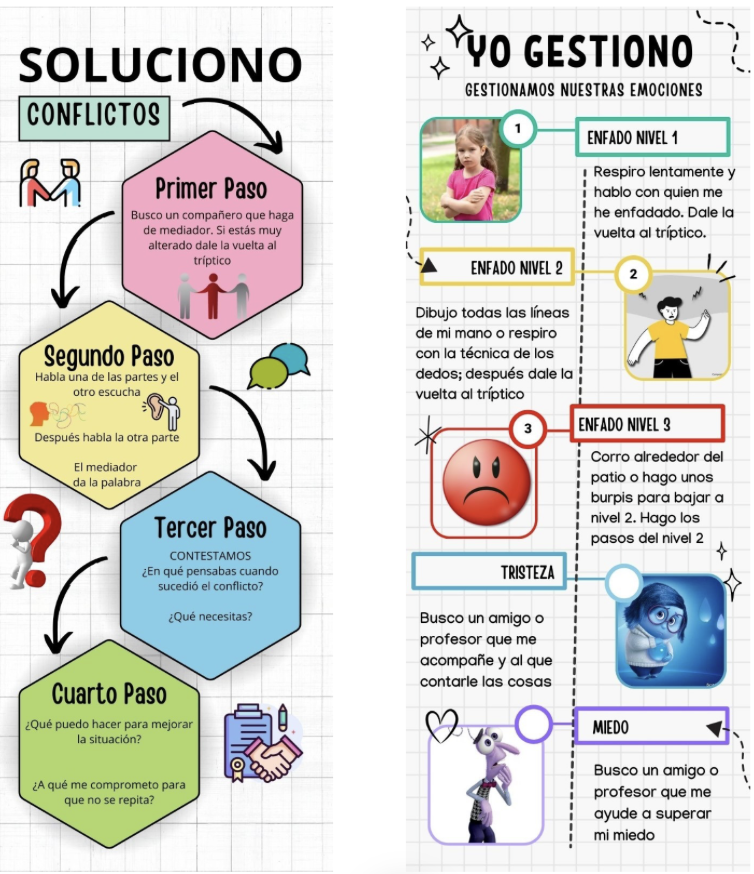 SOLUCIONO
CONFLICTOS
Primer Paso
Busco un compañero que haga
de mediador. Si estás muy
alterado dale la vuelta al
tríptico
Segundo Paso
Habla una de las partes y el
otro escucha
Después habla la otra parte
El mediador
da la palabra
Tercer Paso
CONTESTAMOS
¿En qué pensabas cuando
sucedió el conflicto?
¿Qué necesitas?
Cuarto Paso
¿Qué puedo hacer para mejorar
la situación?
¿A qué me comprometo para
que no se repita?
YO GESTIONO
GESTIONAMOS NUESTRAS EMOCIONES
1
ENFADO NIVEL 1
Respiro lentamente y
hablo con quien me
he enfadado. Dale la
vuelta al tríptico.
ENFADO NIVEL 2
2
Dibujo todas las líneas
de mi mano o respiro
con la técnica de los
dedos; después dale la
vuelta al tríptico
3
ENFADO NIVEL 3
Corro alrededor del
patio o hago unos
burpis para bajar a
nivel 2. Hago los
pasos del nivel 2
TRISTEZA
Busco un amigo o
profesor que me
acompañe y al que
contarle las cosas
MIEDO
Busco un amigo o
profesor que me
ayude a superar
mi miedo